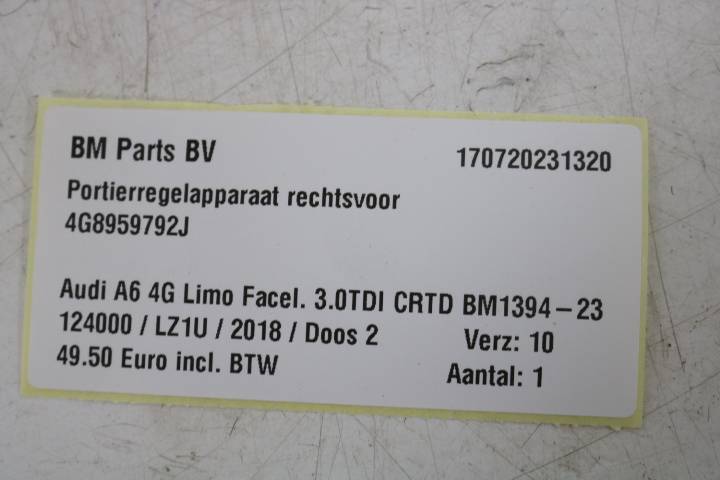 BM Parts BV 170720231320
Portierregelapparaat rechtsvoor
4G8959792J
Audi A6 4G Limo Facel. 3.0TDI CRTD BM1394-23
124000 / LZ1U / 2018 / Doos 2 Verz: 10
49.50 Euro incl. BTW Aantal: 1